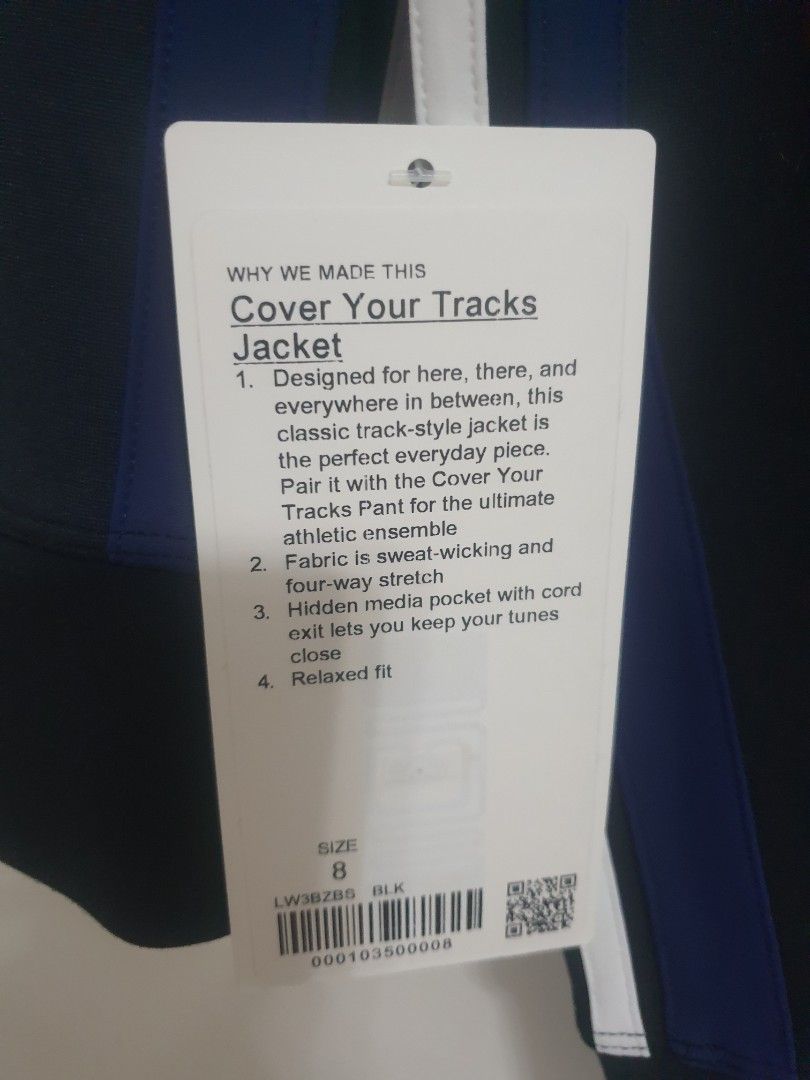 WHY WE MADE THIS
Cover Your Tracks
Jacket
1. Designed for here, there, and
everywhere in between, this
classic track-style jacket is
the perfect everyday piece.
Pair it with the Cover Your
Tracks Pant for the ultimate
athletic ensemble
2. Fabric is sweat-wicking and
four-way stretch
3. Hidden media pocket with cord
exit lets you keep your tunes
close
4. Relaxed fit
SIZE
8
LW3BZBS BLK
000103500008